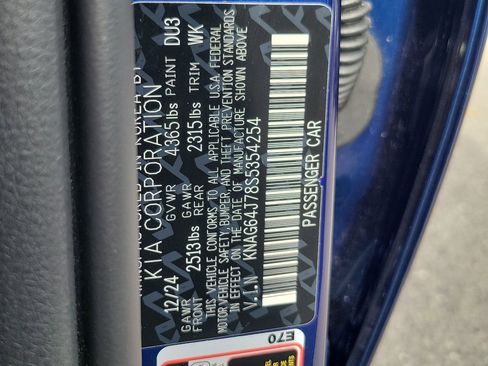 MANUFACTURED IN KOREA BY
KIA CORPORATION
12/24 GVWR 4365lbs PAINT DU3
GAWR FRONT 2513lbs GAWR REAR 2315lbs TRIM WK
THIS VEHICLE CONFORMS TO ALL APPLICABLE U.S.A. FEDERAL
MOTOR VEHICLE SAFETY, BUMPER, AND THEFT PREVENTION STANDARDS
IN EFFECT ON THE DATE OF MANUFACTURE SHOWN ABOVE
V.I.N KNAG64J78S5354254
PASSENGER CAR
E70